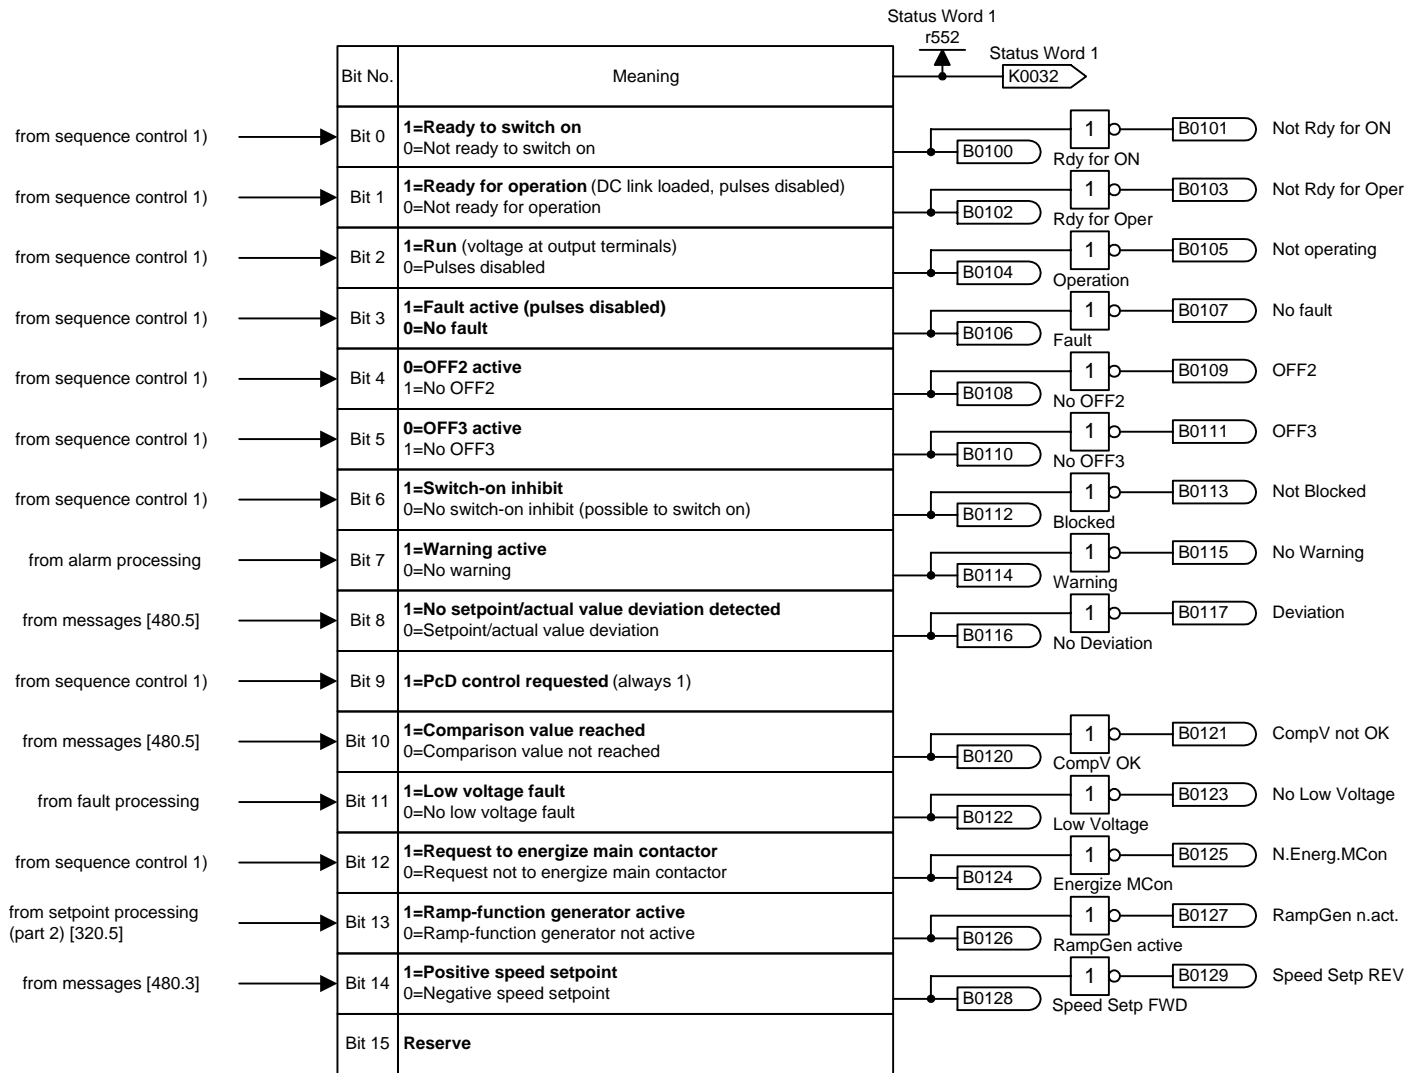 Status Word 1
r552
Status Word 1
K0032
Bit No.
Meaning
from sequence control 1)
Bit 0
1=Ready to switch on
0=Not ready to switch on
B0100
1
Rdy for ON
B0101
Not Rdy for ON
from sequence control 1)
Bit 1
1=Ready for operation (DC link loaded, pulses disabled)
0=Not ready for operation
B0102
1
Rdy for Oper
B0103
Not Rdy for Oper
from sequence control 1)
Bit 2
1=Run (voltage at output terminals)
0=Pulses disabled
B0104
1
Operation
B0105
Not operating
from sequence control 1)
Bit 3
1=Fault active (pulses disabled)
0=No fault
B0106
1
Fault
B0107
No fault
from sequence control 1)
Bit 4
0=OFF2 active
1=No OFF2
B0108
1
No OFF2
B0109
OFF2
from sequence control 1)
Bit 5
0=OFF3 active
1=No OFF3
B0110
1
No OFF3
B0111
OFF3
from sequence control 1)
Bit 6
1=Switch-on inhibit
0=No switch-on inhibit (possible to switch on)
B0112
1
Blocked
B0113
Not Blocked
from alarm processing
Bit 7
1=Warning active
0=No warning
B0114
1
Warning
B0115
No Warning
from messages [480.5]
Bit 8
1=No setpoint/actual value deviation detected
0=Setpoint/actual value deviation
B0116
1
No Deviation
B0117
Deviation
from sequence control 1)
Bit 9
1=PcD control requested (always 1)
from messages [480.5]
Bit 10
1=Comparison value reached
0=Comparison value not reached
B0120
1
CompV OK
B0121
CompV not OK
from fault processing
Bit 11
1=Low voltage fault
0=No low voltage fault
B0122
1
Low Voltage
B0123
No Low Voltage
from sequence control 1)
Bit 12
1=Request to energize main contactor
0=Request not to energize main contactor
B0124
1
Energize MCon
B0125
N.Energ.MCon
from setpoint processing
(part 2) [320.5]
Bit 13
1=Ramp-function generator active
0=Ramp-function generator not active
B0126
1
RampGen active
B0127
RampGen n.act.
from messages [480.3]
Bit 14
1=Positive speed setpoint
0=Negative speed setpoint
B0128
1
Speed Setp FWD
B0129
Speed Setp REV
Bit 15
Reserve